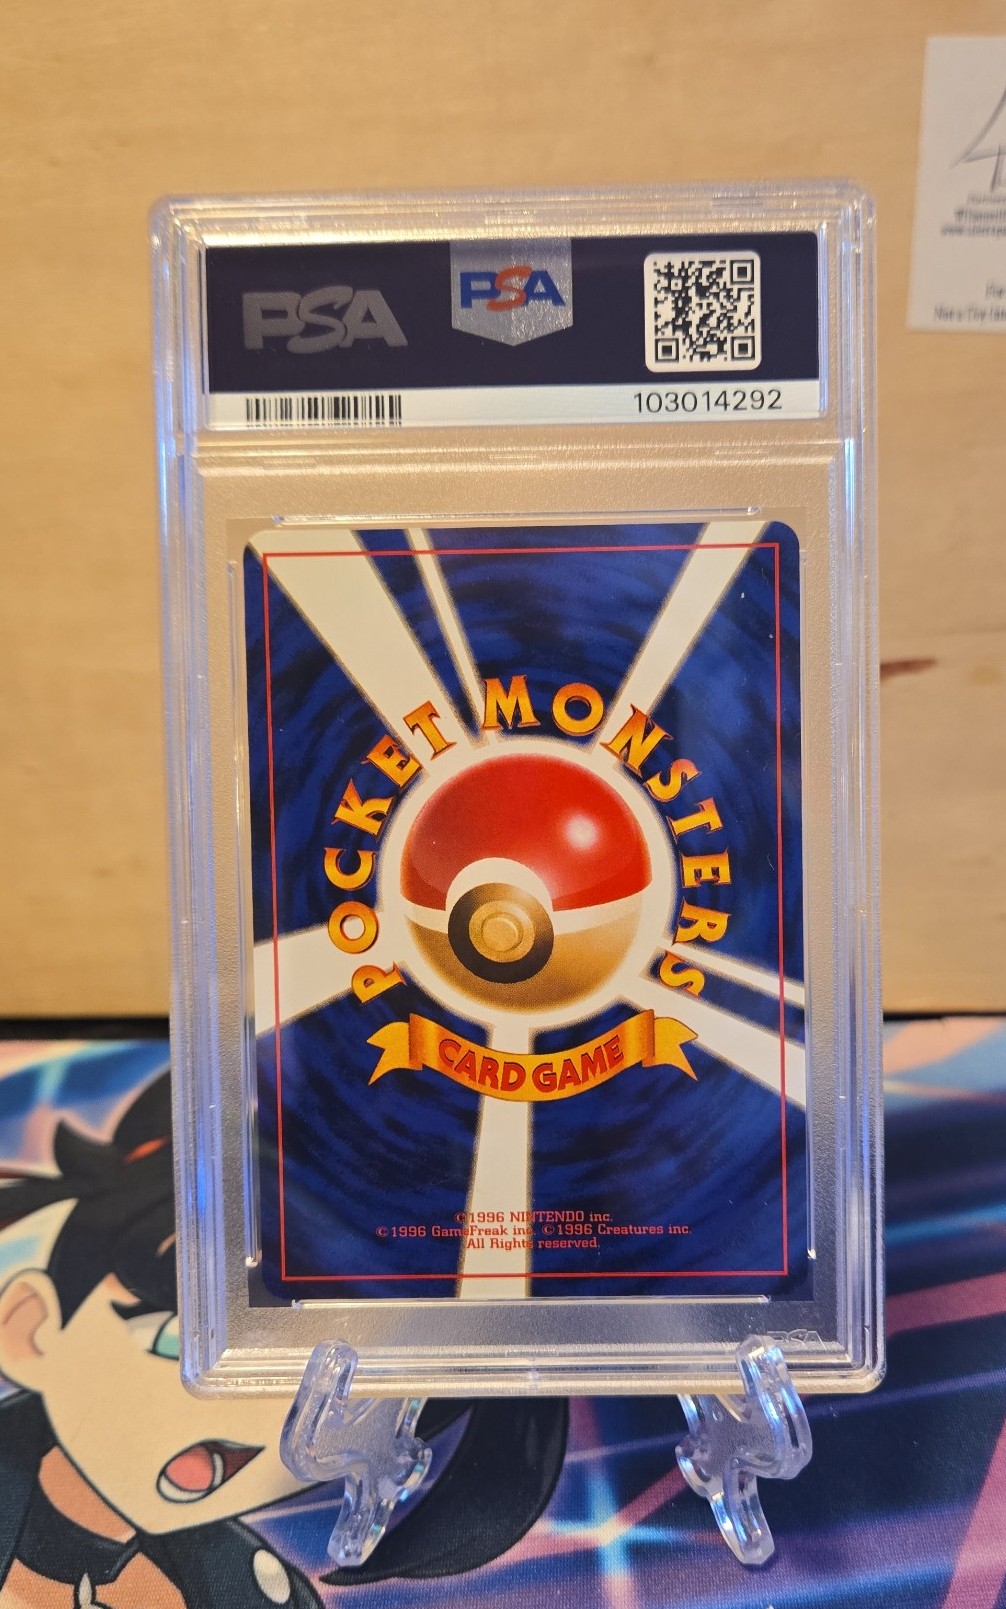 PSA
PSA
103014292
POCKET MONSTERS
CARD GAME
©1996 NINTENDO inc.
©1996 GameFreak inc. ©1996 Creatures inc.
All Rights reserved.
PSA